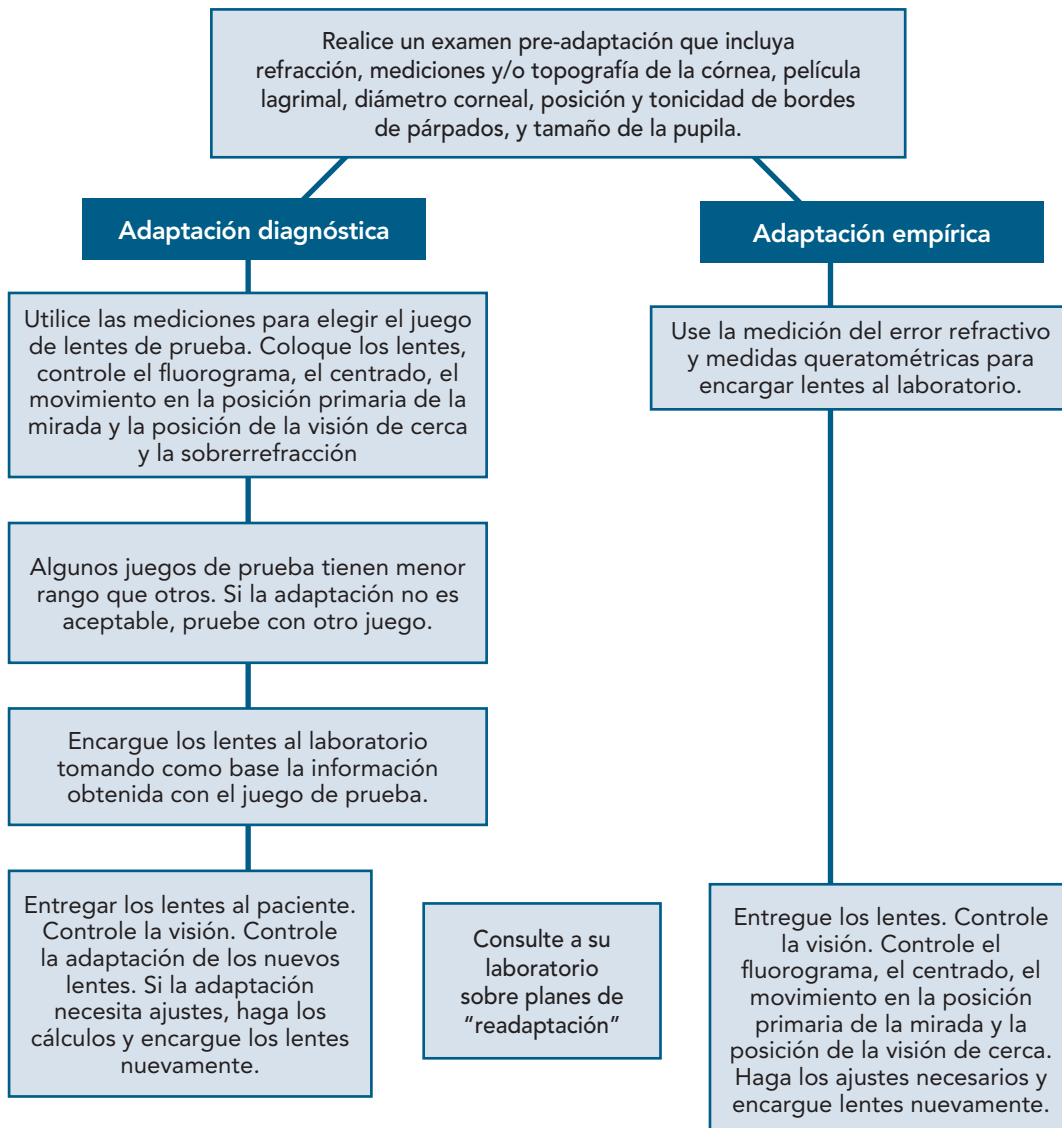 Realice un examen pre-adaptación que incluya
refracción, mediciones y/o topografía de la córnea, película
lagrimal, diámetro corneal, posición y tonicidad de bordes
de párpados, y tamaño de la pupila.
Adaptación diagnóstica
Utilice las mediciones para elegir el juego
de lentes de prueba. Coloque los lentes,
controle el fluorograma, el centrado, el
movimiento en la posición primaria de la
mirada y la posición de la visión de cerca
y la sobrerrefracción
Algunos juegos de prueba tienen menor
rango que otros. Si la adaptación no es
aceptable, pruebe con otro juego.
Encargue los lentes al laboratorio
tomando como base la información
obtenida con el juego de prueba.
Entregar los lentes al paciente.
Controle la visión. Controle
la adaptación de los nuevos
lentes. Si la adaptación
necesita ajustes, haga los
cálculos y encargue los lentes
nuevamente.
Consulte a su
laboratorio
sobre planes de
“readaptación”
Adaptación empírica
Use la medición del error refractivo
y medidas queratométricas para
encargar lentes al laboratorio.
Entregue los lentes. Controle
la visión. Controle el
fluorograma, el centrado, el
movimiento en la posición
primaria de la mirada y la
posición de la visión de cerca.
Haga los ajustes necesarios y
encargue lentes nuevamente.